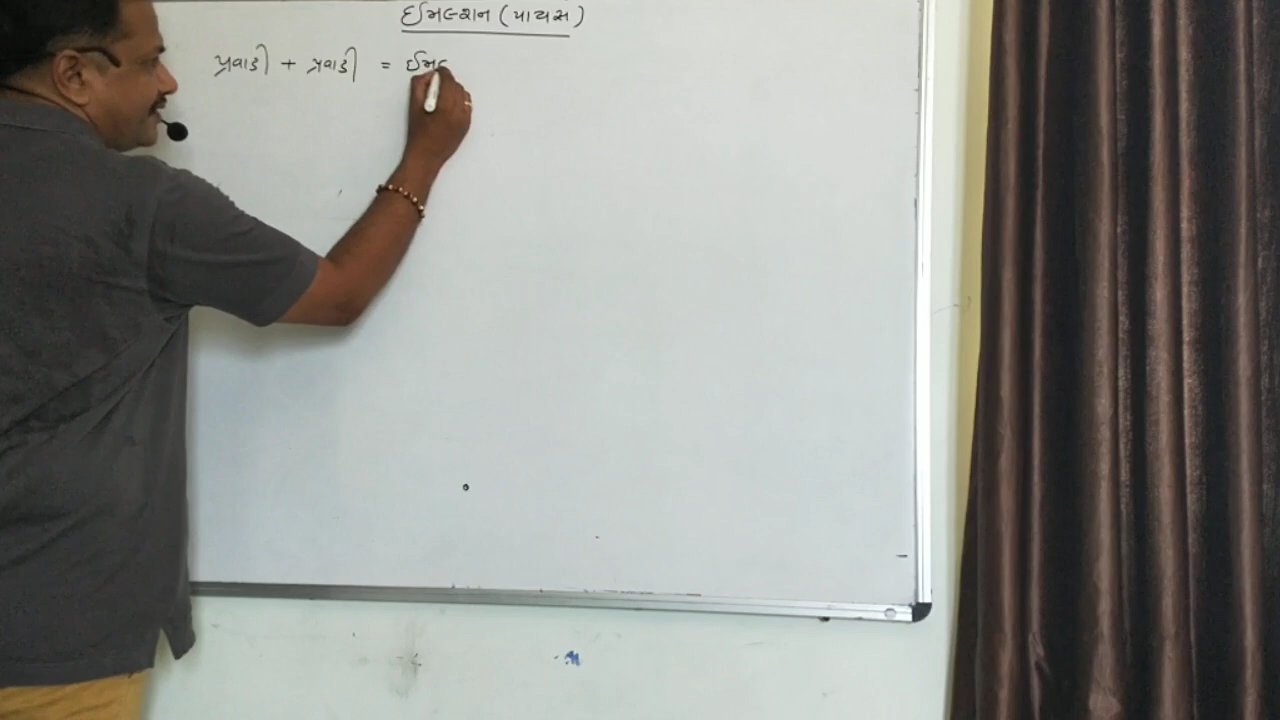 ઈમલ્શન (પાયસ)
પ્રવાહી + પ્રવાહી = ઈમલ